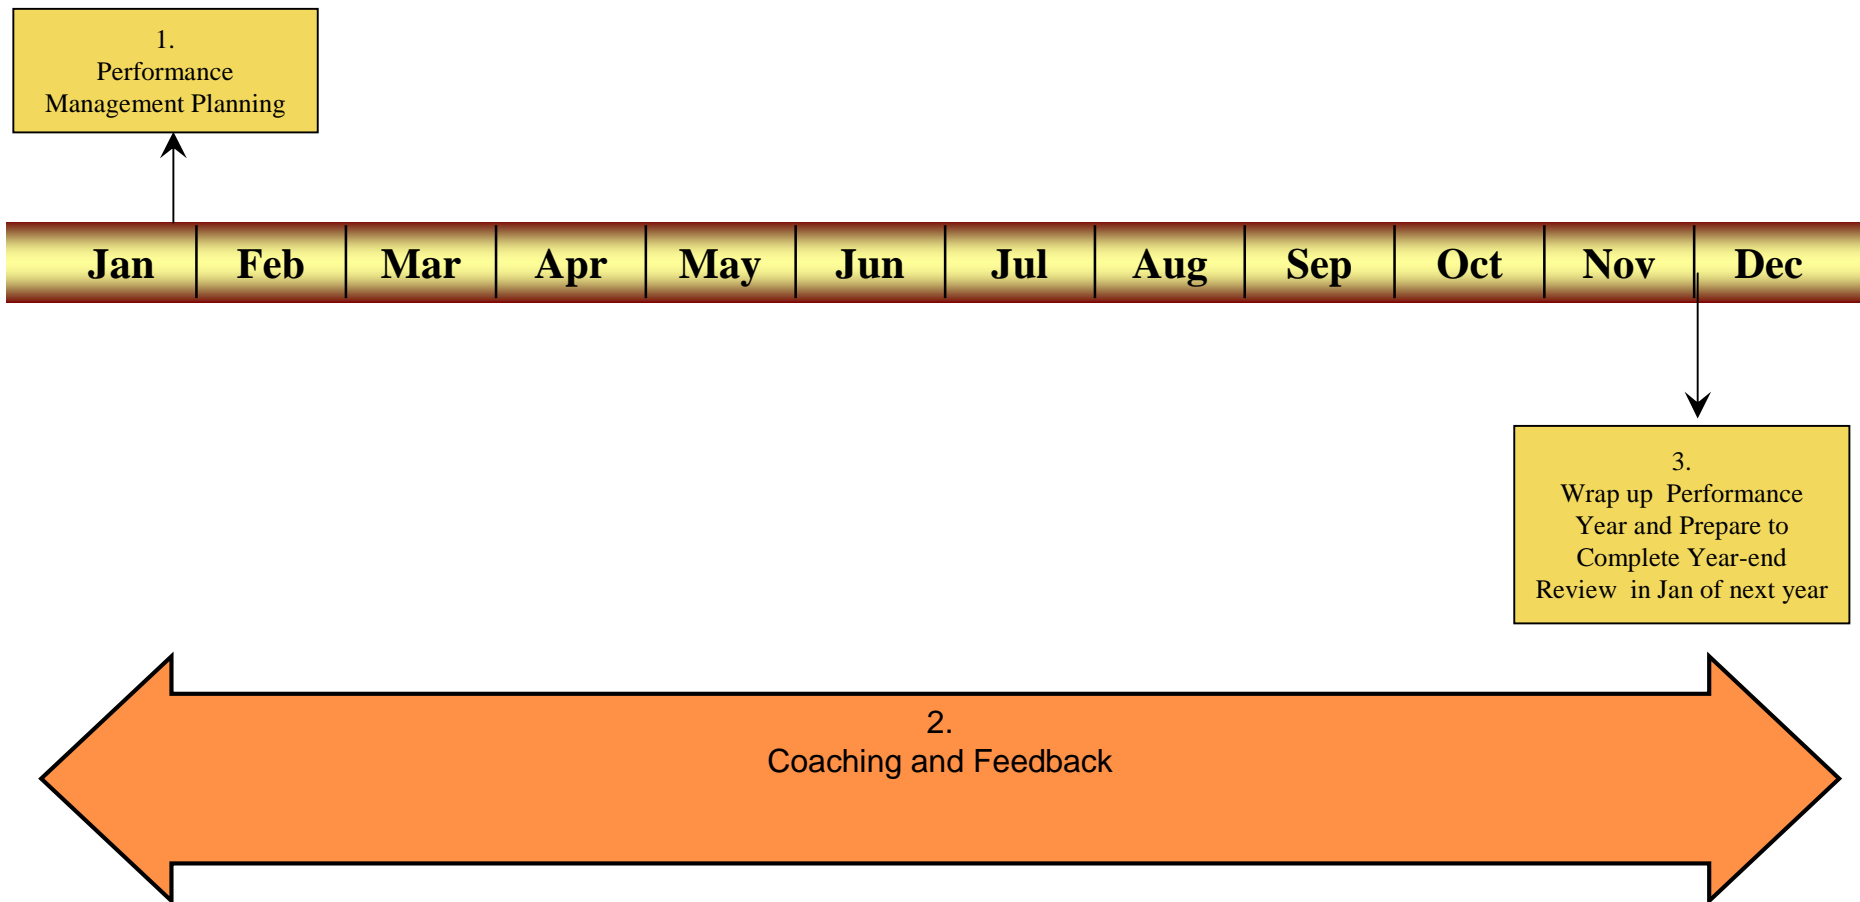 1.
Performance
Management Planning
Jan Feb Mar Apr May Jun Jul Aug Sep Oct Nov Dec
3.
Wrap up  Performance
Year and Prepare to
Complete Year-end
Review  in Jan of next year
2.
Coaching and Feedback